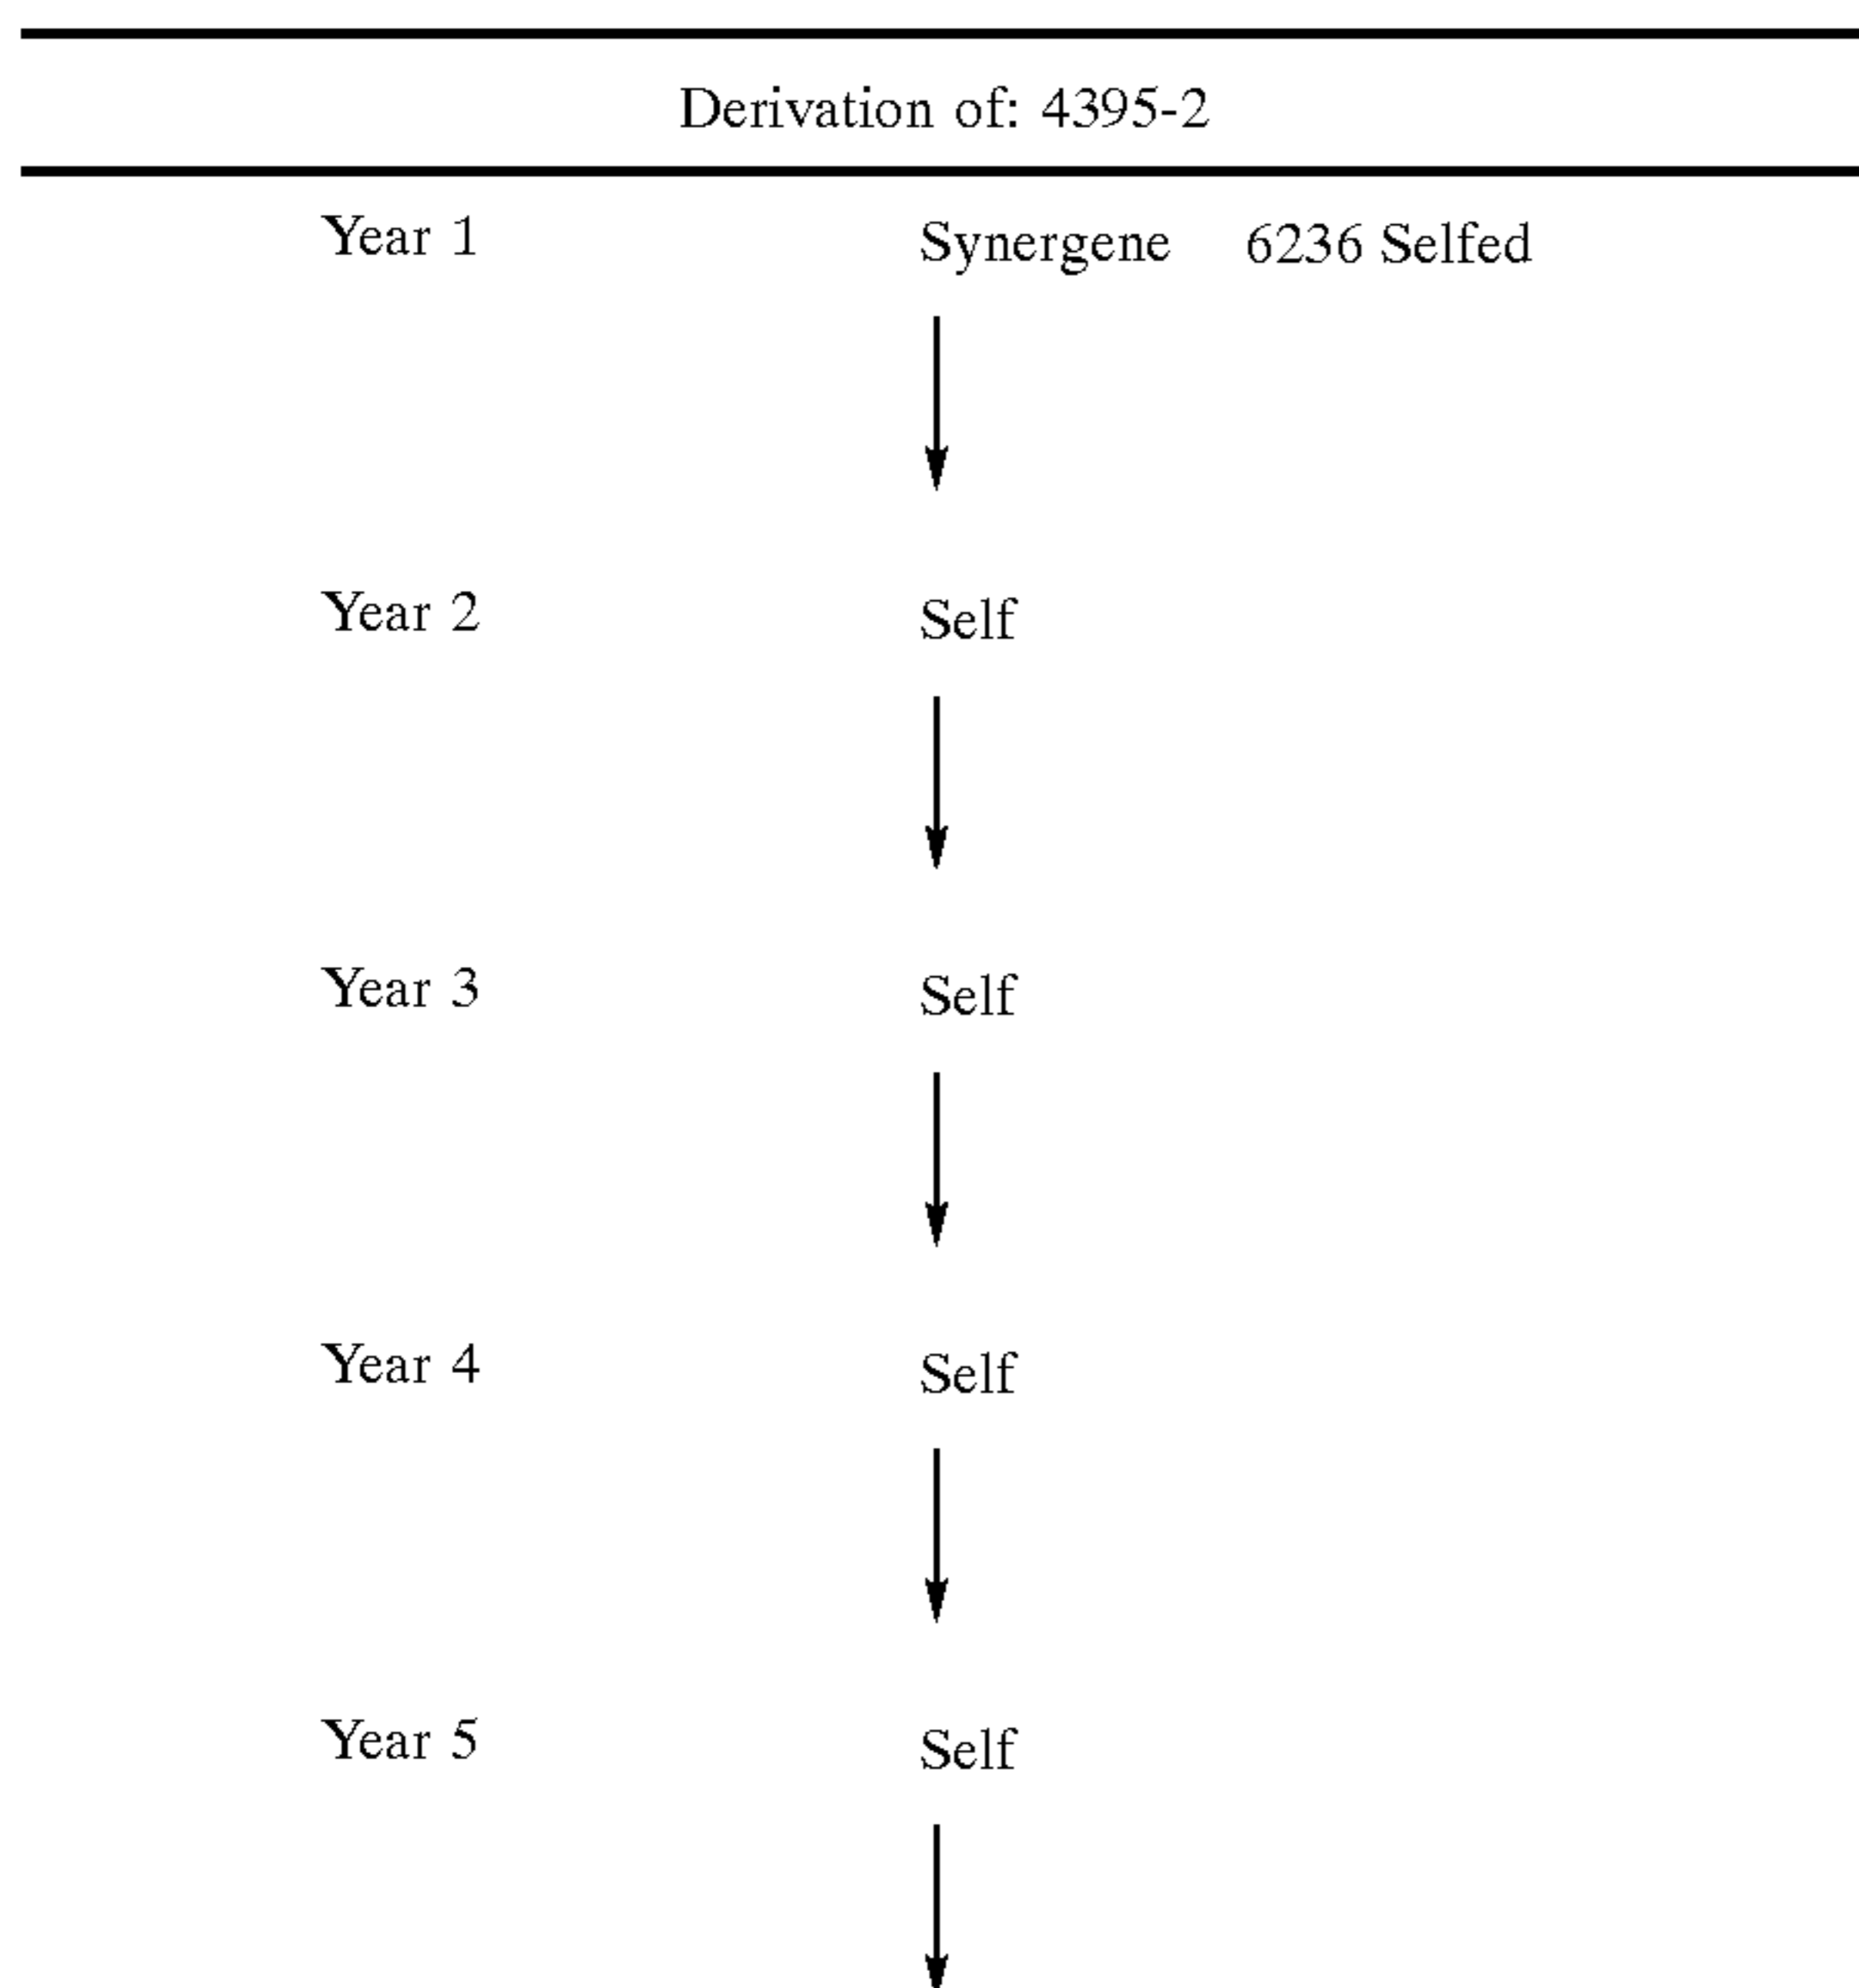 Derivation of: 4395-2
Year 1 Synergene 6236 Selfed
Year 2 Self
Year 3 Self
Year 4 Self
Year 5 Self